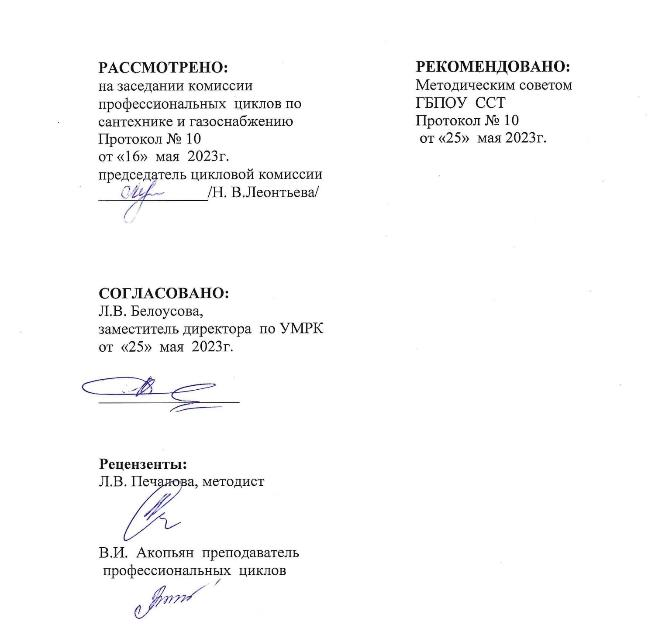 РАССМОТРЕНО:
на заседании комиссии
профессиональных циклов по
сантехнике и газоснабжению
Протокол № 10
от «16» мая 2023г.
председатель цикловой комиссии
/Н. В.Леонтьева/
РЕКОМЕНДОВАНО:
Методическим советом
ГБПОУ ССТ
Протокол № 10
от «25» мая 2023г.
СОГЛАСОВАНО:
Л.В. Белоусова,
заместитель директора по УМРК
от «25» мая 2023г.
Рецензенты:
Л.В. Печалова, методист
В.И. Акопьян преподаватель
профессиональных циклов